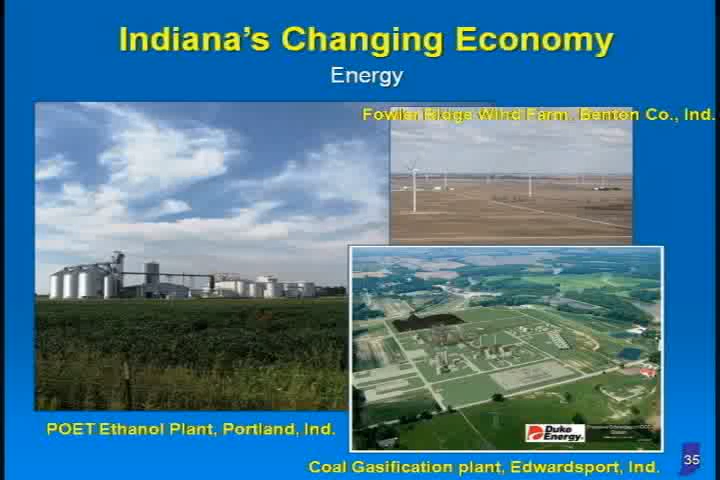 Indiana's Changing Economy
Energy
Fowler Ridge Wind Farm, Benton Co., Ind.
Duke
Energy
POET Ethanol Plant, Portland, Ind.
Coal Gasification plant, Edwardsport, Ind.
35